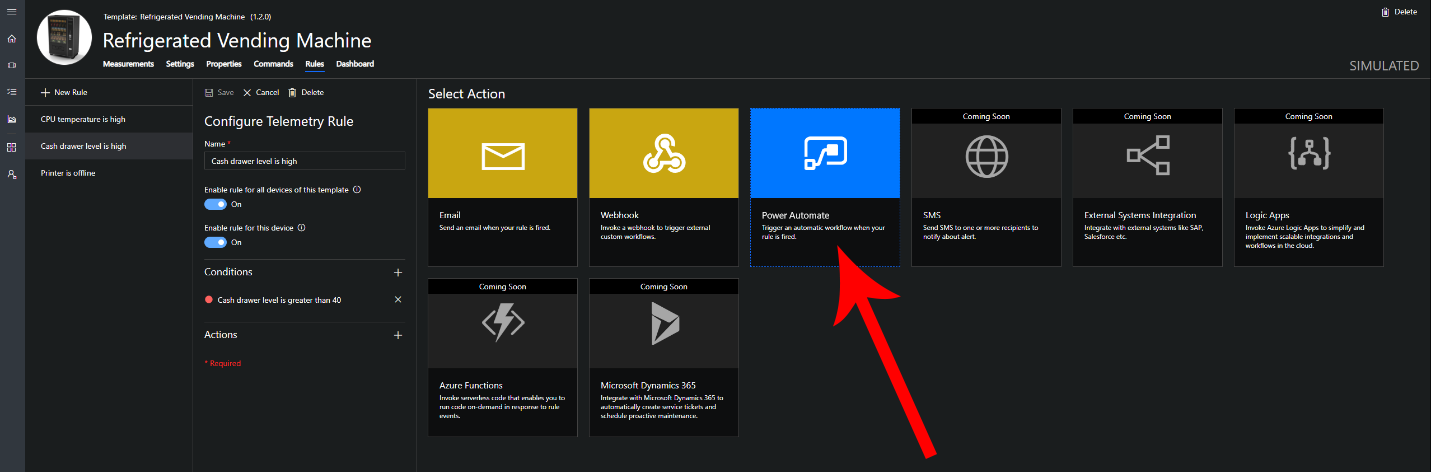 Template: Refrigerated Vending Machine (1.2.0)
Delete
Refrigerated Vending Machine
Measurements Settings Properties Commands Rules Dashboard
SIMULATED
New Rule
CPU temperature is high
Cash drawer level is high
Printer is offline
Save Cancel Delete
Configure Telemetry Rule
Name *
Cash drawer level is high
Enable rule for all devices of this template
On
Enable rule for this device
On
Conditions
Cash drawer level is greater than 40
Actions
* Required
Select Action
Email
Send an email when your rule is fired.
Webhook
Invoke a webhook to trigger external
custom workflows.
Power Automate
Trigger an automatic workflow when your
rule is fired.
Coming Soon
SMS
Send SMS to one or more recipients to
notify about alert.
Coming Soon
External Systems Integration
Integrate with external systems like SAP,
Salesforce etc.
Coming Soon
Logic Apps
Invoke Azure Logic Apps to simplify and
implement scalable integrations and
workflows in the cloud.
Coming Soon
Azure Functions
Invoke serverless code that enables you to
run code on-demand in response to rule
events.
Coming Soon
Microsoft Dynamics 365
Integrate with Microsoft Dynamics 365 to
automatically create service tickets and
schedule proactive maintenance.